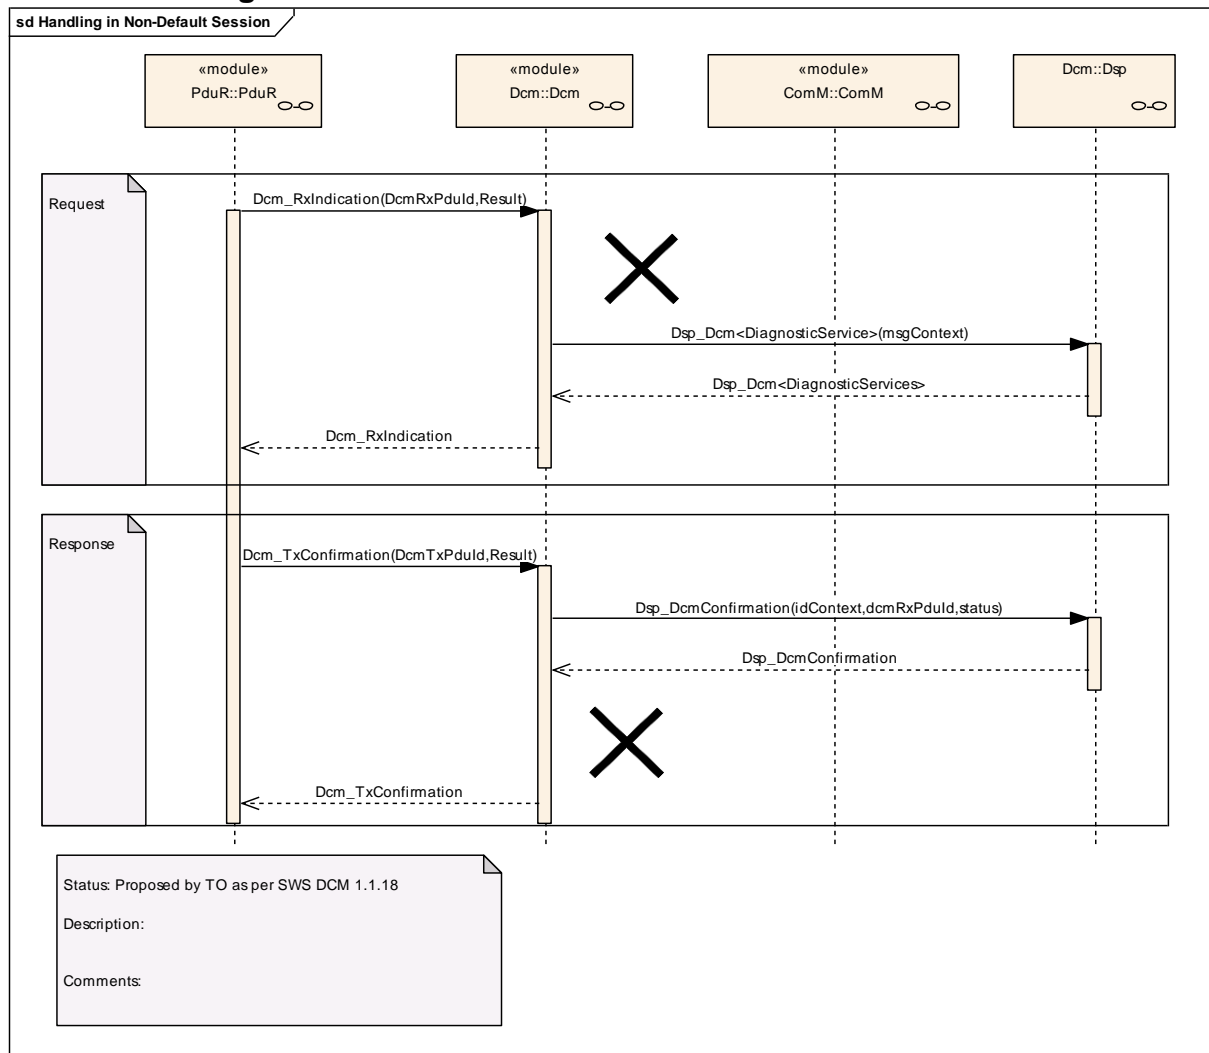 sd Handling in Non-Default Session
«module»
PduR::PduR
«module»
Dcm::Dcm
«module»
ComM::ComM
Dcm::Dsp
Request
Dcm_RxIndication(DcmRxPduId,Result)
Dsp_Dcm<DiagnosticService>(msgContext)
Dsp_Dcm<DiagnosticServices>
Dcm_RxIndication
Response
Dcm_TxConfirmation(DcmTxPduId,Result)
Dsp_DcmConfirmation(idContext,dcmRxPduId,status)
Dsp_DcmConfirmation
Dcm_TxConfirmation
Status: Proposed by TO as per SWS DCM 1.1.18
Description:
Comments: